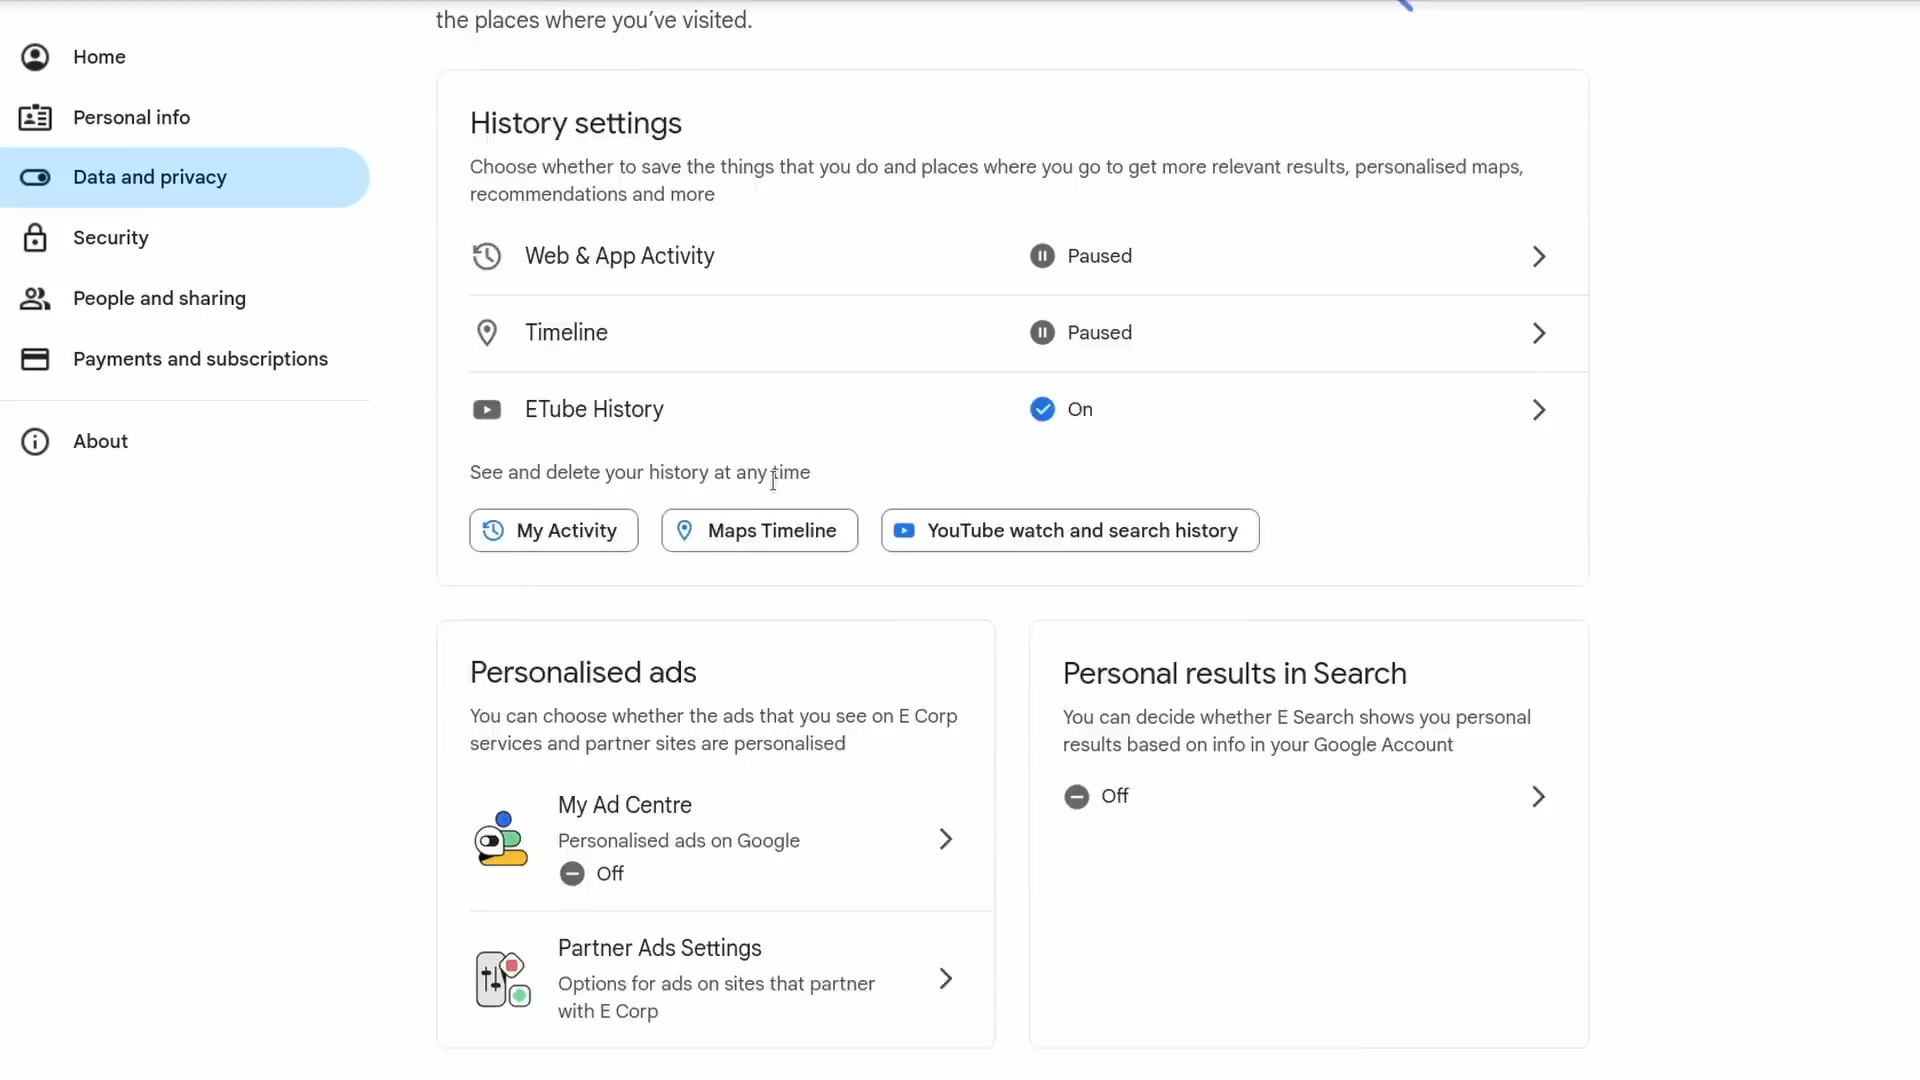 the places where you've visited.
Home
Personal info
Data and privacy
Security
People and sharing
Payments and subscriptions
About
History settings
Choose whether to save the things that you do and places where you go to get more relevant results, personalised maps,
recommendations and more
Web & App Activity
Paused
Timeline
Paused
ETube History
On
See and delete your history at any time
My Activity
Maps Timeline
YouTube watch and search history
Personalised ads
You can choose whether the ads that you see on E Corp
services and partner sites are personalised
My Ad Centre
Personalised ads on Google
Off
Partner Ads Settings
Options for ads on sites that partner
with E Corp
Personal results in Search
You can decide whether E Search shows you personal
results based on info in your Google Account
Off